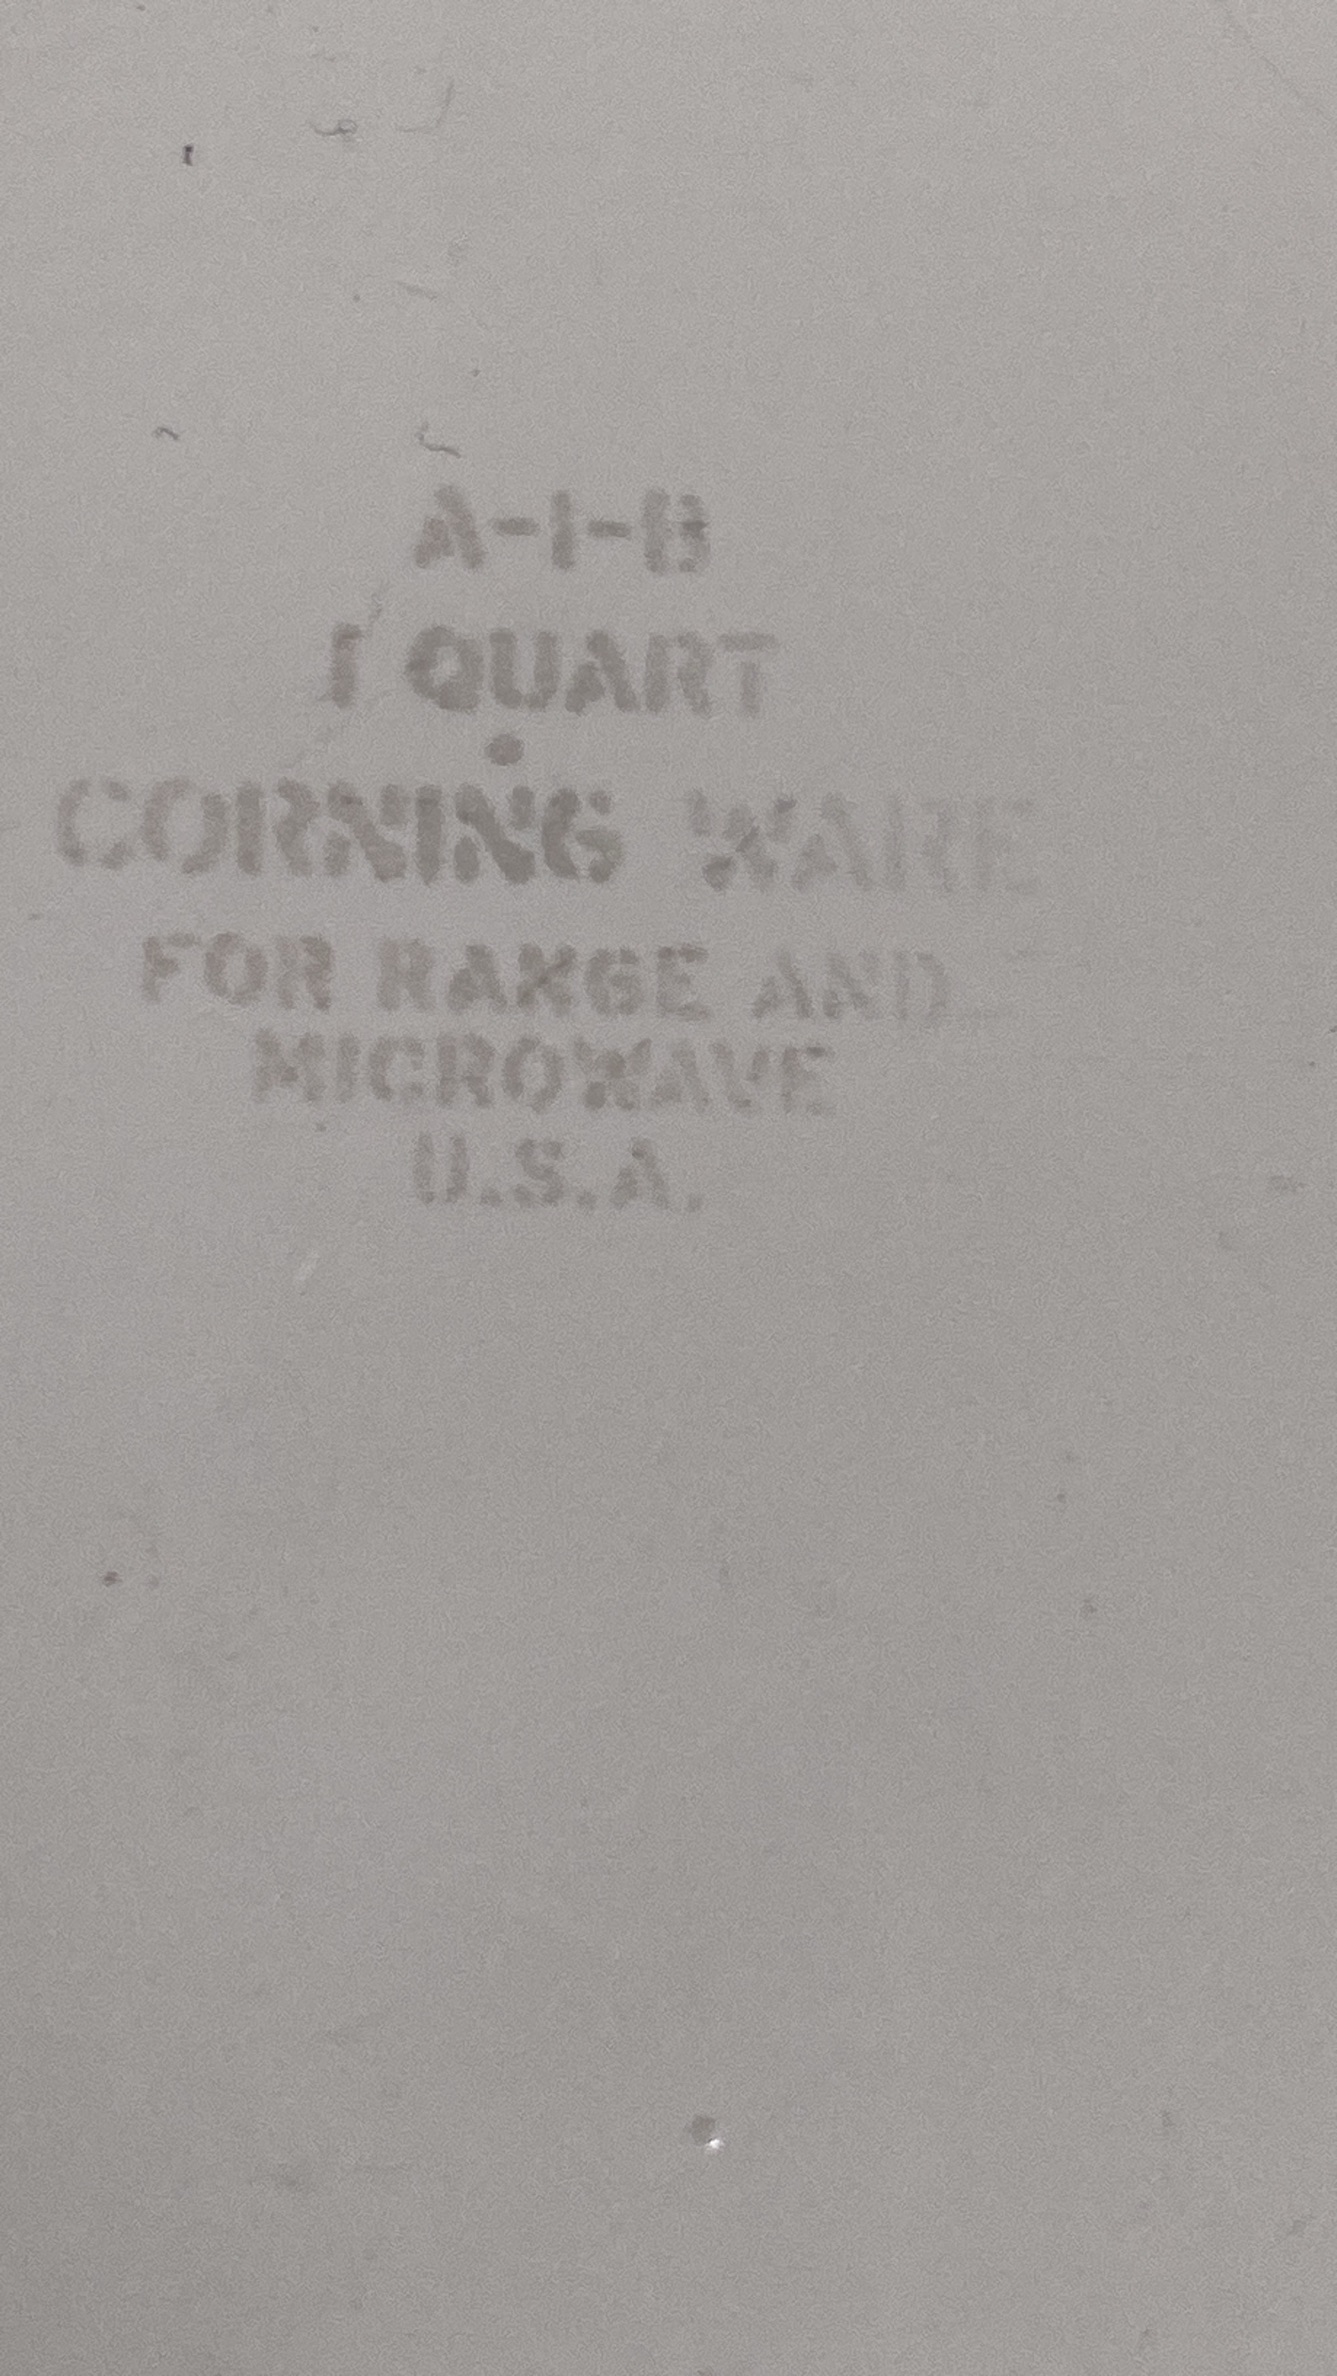 A-1-B
1 QUART
CORNING WARE
FOR RANGE AND
MICROWAVE
U.S.A.